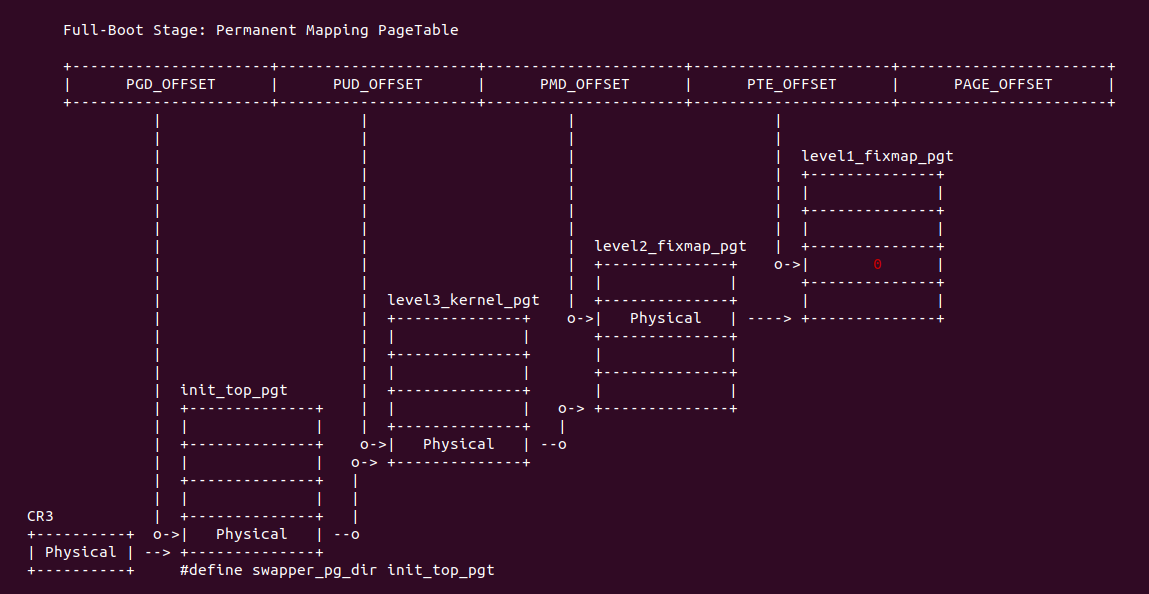 Full-Boot Stage: Permanent Mapping PageTable
PGD_OFFSET PUD_OFFSET PMD_OFFSET PTE_OFFSET PAGE_OFFSET
level1_fixmap_pgt
level2_fixmap_pgt
0
level3_kernel_pgt
Physical
init_top_pgt
Physical
CR3
Physical
Physical
#define swapper_pg_dir init_top_pgt